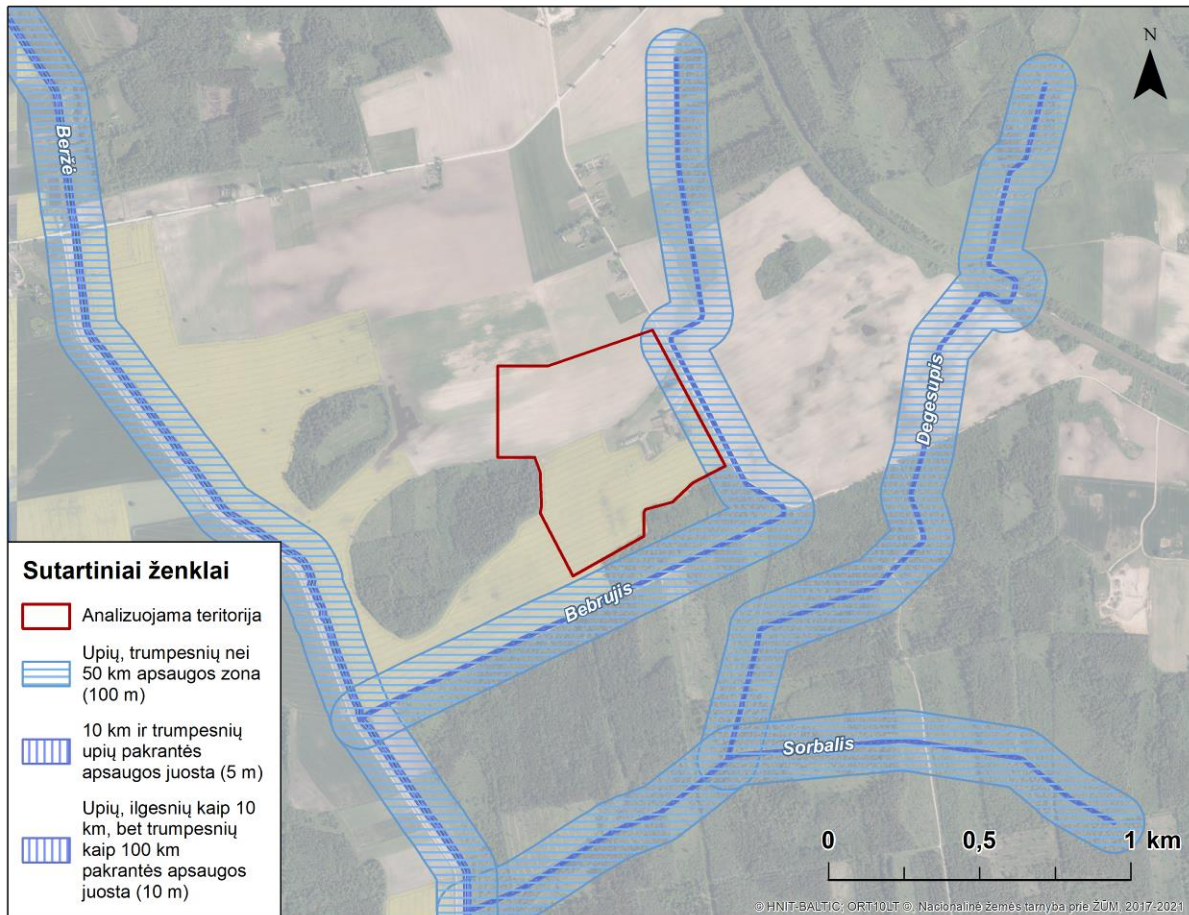 N
Beržė
Degesupis
Bebrujis
Sorbalis
Sutartiniai ženklai
Analizuojama teritorija
Upių, trumpesnių nei
50 km apsaugos zona
(100 m)
10 km ir trumpesnių
upių pakrantės
apsaugos juosta (5 m)
Upių, ilgesnių kaip 10
km, bet trumpesnių
kaip 100 km
pakrantės apsaugos
juosta (10 m)
0 0,5 1 km
© HNIT-BALTIC; ORT10LT ©, Nacionalinė žemės tarnyba prie ŽŪM, 2017-2021